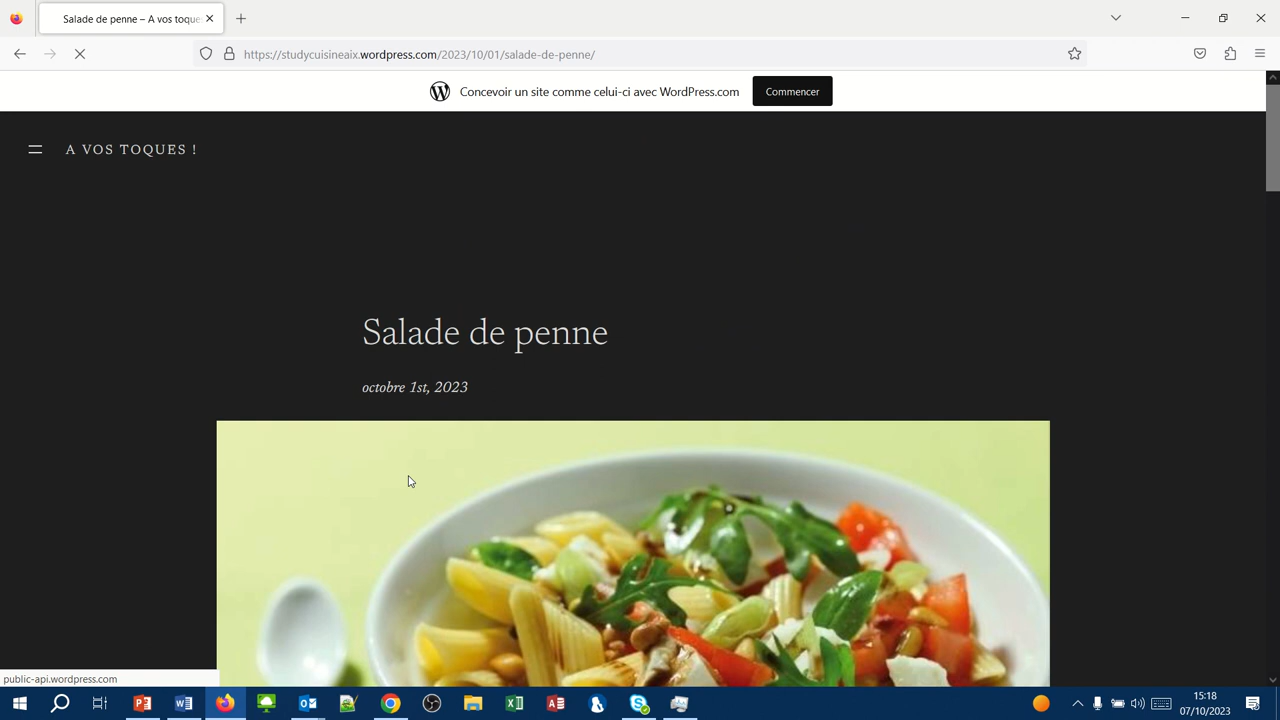 Salade de penne – A vos toque
https://studycuisineaix.wordpress.com/2023/10/01/salade-de-penne/
Concevoir un site comme celui-ci avec WordPress.com
Commencer
A VOS TOQUES !
Salade de penne
octobre 1st, 2023
public-api.wordpress.com
15:18
07/10/2023